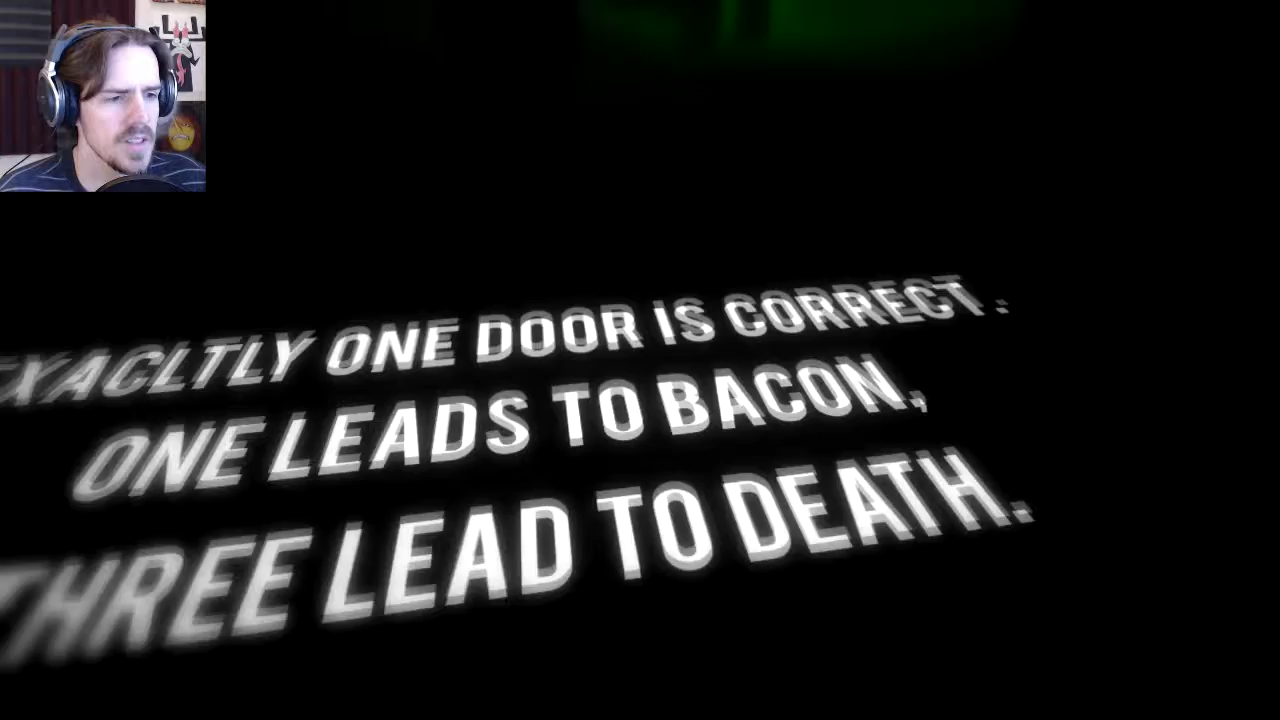 EXACLTLY ONE DOOR IS CORRECT.
ONE LEADS TO BACON,
THREE LEAD TO DEATH.